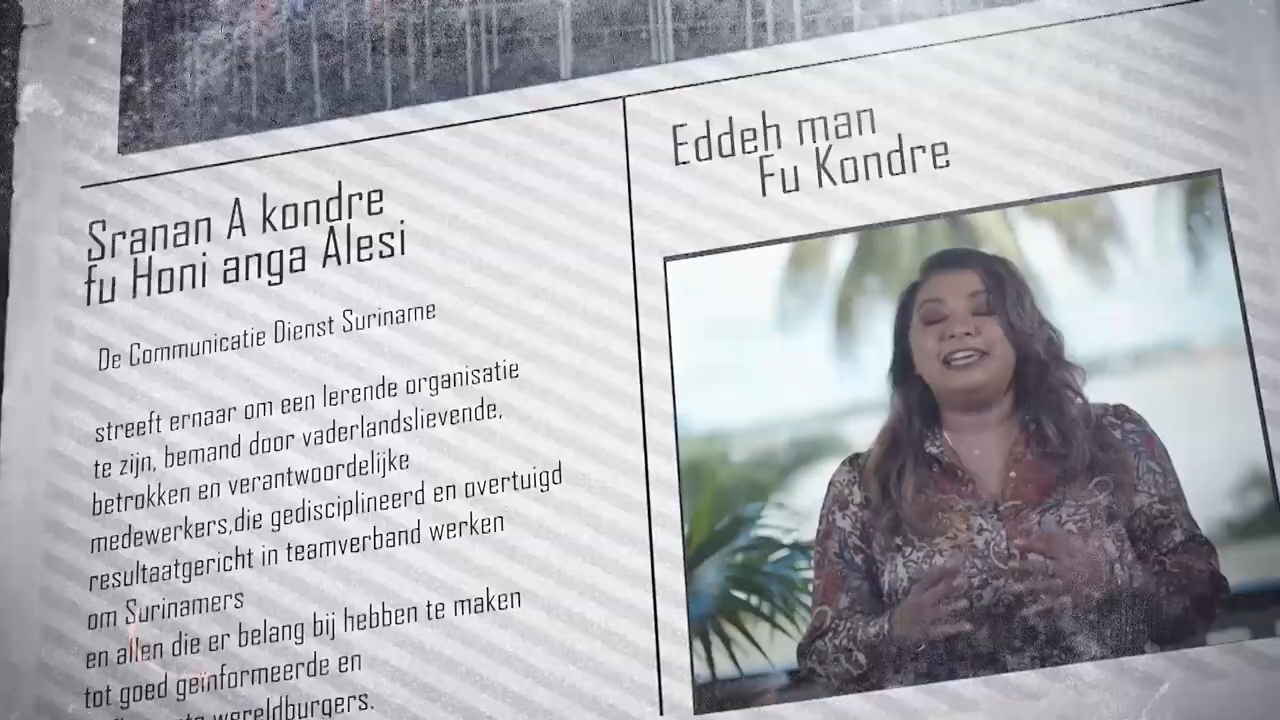 Sranan A kondre
fu Honi anga Alesi
De Communicatie Dienst Suriname
streeft ernaar om een lerende organisatie
te zijn, bemand door vaderlandslievende,
betrokken en verantwoordelijke
medewerkers,die gedisciplineerd en overtuigd
resultaatgericht in teamverband werken
om Surinamers
en allen die er belang bij hebben te maken
tot goed geïnformeerde en
wereldburgers.
Eddeh man
Fu Kondre